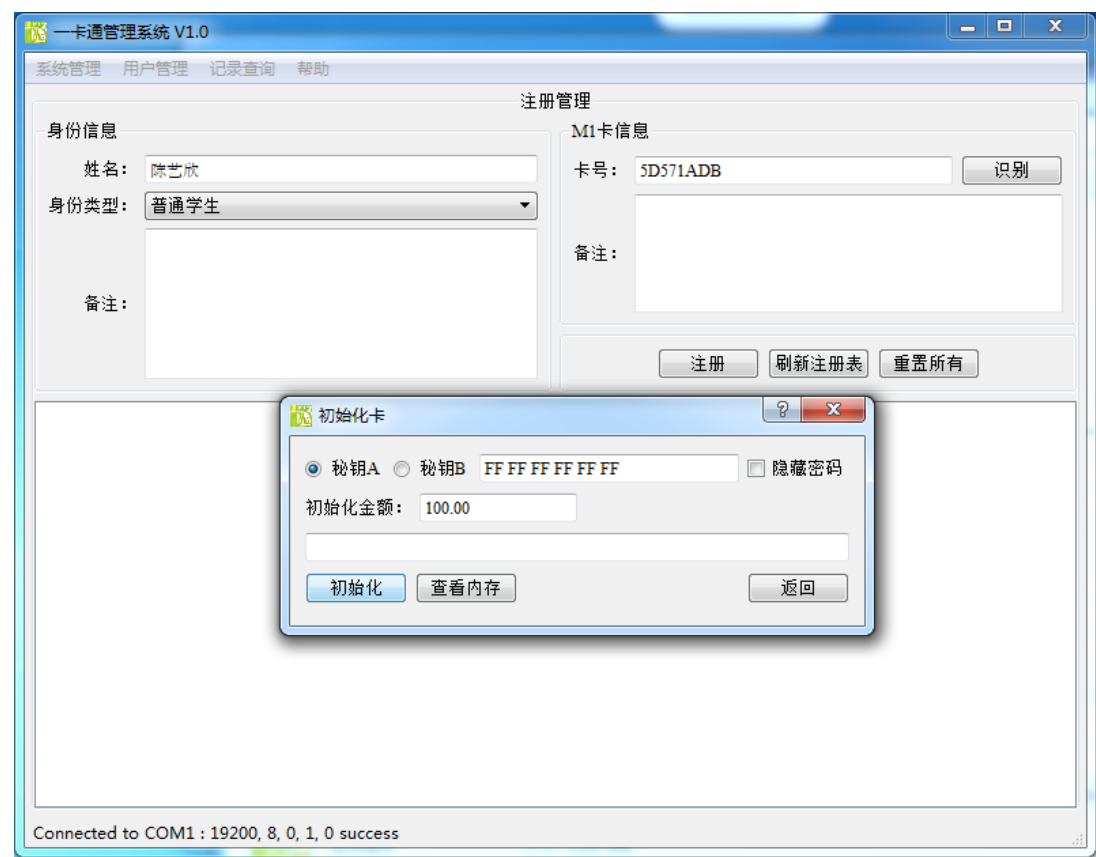 一卡通管理系统 V1.0
系统管理 用户管理 记录查询 帮助
注册管理
身份信息
姓名： 陈艺欣
身份类型： 普通学生
备注：
M1卡信息
卡号： 5D571ADB 识别
备注：
注册 刷新注册表 重置所有
初始化卡
秘钥A 秘钥B FF FF FF FF FF FF 隐藏密码
初始化金额： 100.00
初始化 查看内存 返回
Connected to COM1 : 19200, 8, 0, 1, 0 success